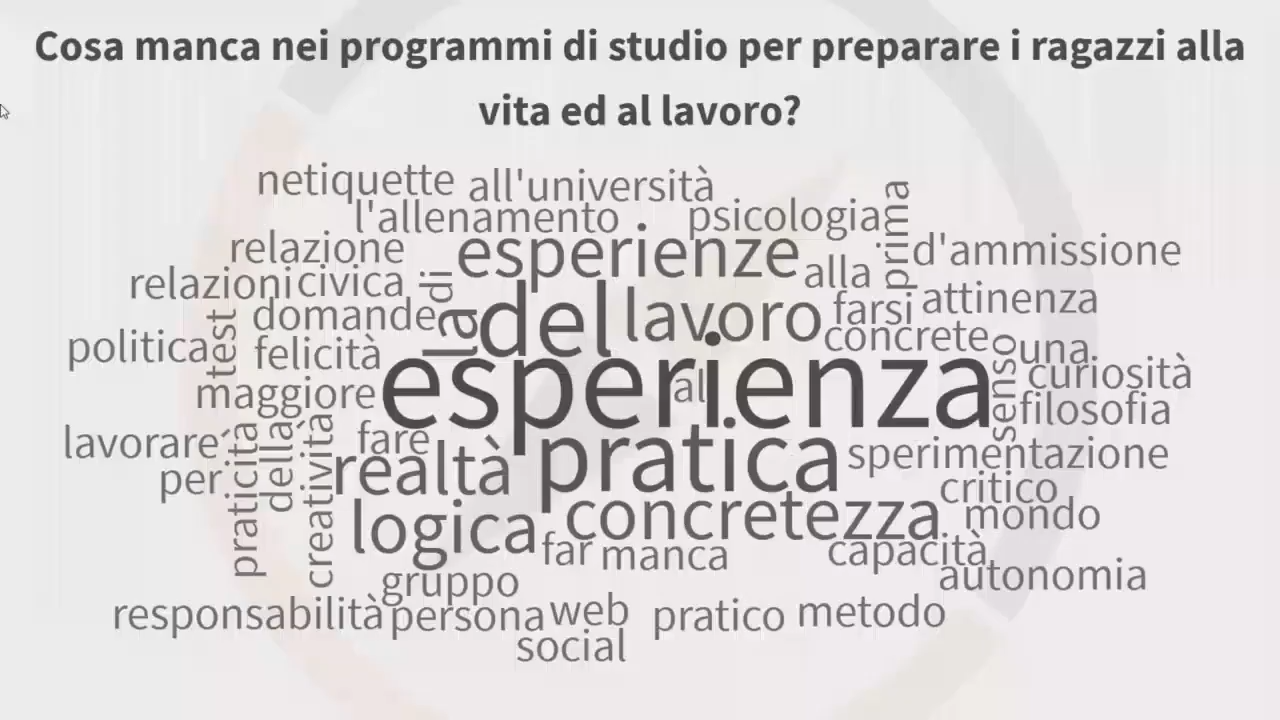 Cosa manca nei programmi di studio per preparare i ragazzi alla
vita ed al lavoro?
netiquette all'università
l'allenamento psicologia prima
relazione esperienze alla d'ammissione
relazioni civica di
domande la del lavoro farsi attinenza
politica test felicità concrete senso una
maggiore esperienza al curiosità
filosofia
lavorare praticità della creatività fare
per realtà pratica sperimentazione
critico
logica concretezza mondo
far manca capacità
gruppo autonomia
responsabilità persona web pratico metodo
social